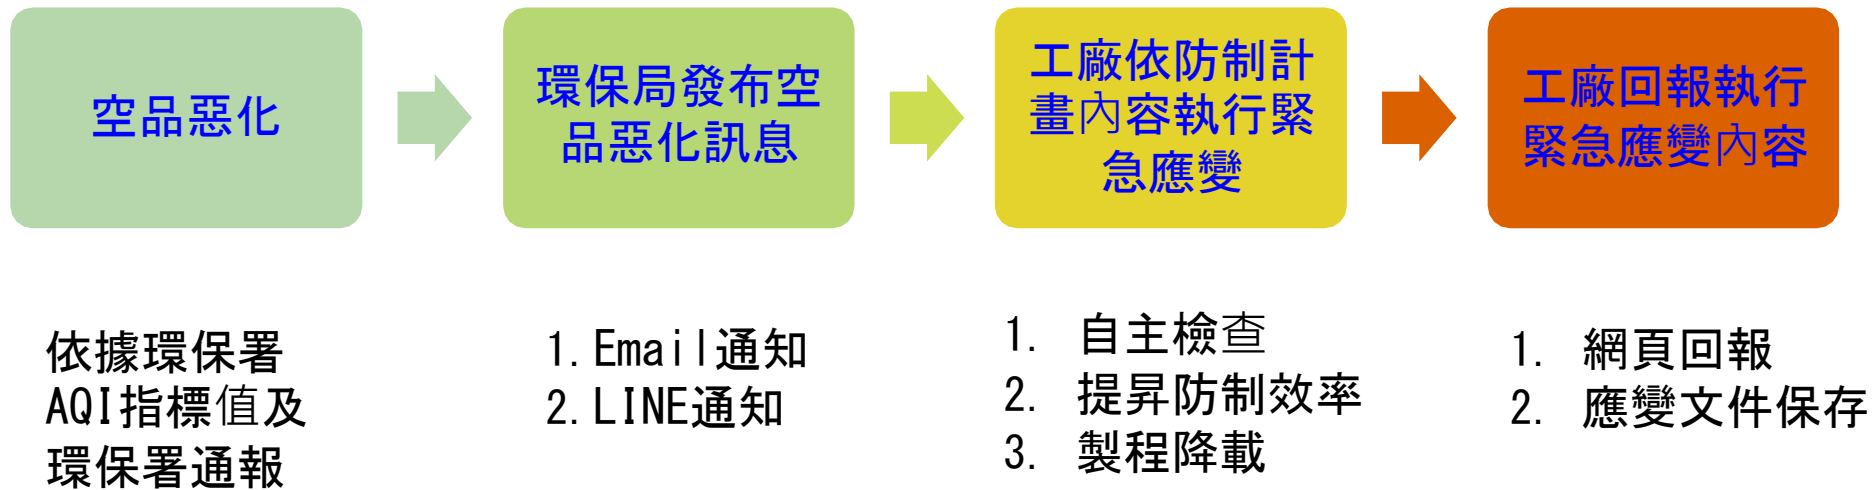 空品惡化
環保局發布空
品惡化訊息
工廠依防制計
畫內容執行緊
急應變
工廠回報執行
緊急應變內容
依據環保署
AQI指標值及
環保署通報
1.Email通知
2.LINE通知
1. 自主檢查
2. 提昇防制效率
3. 製程降載
1. 網頁回報
2. 應變文件保存